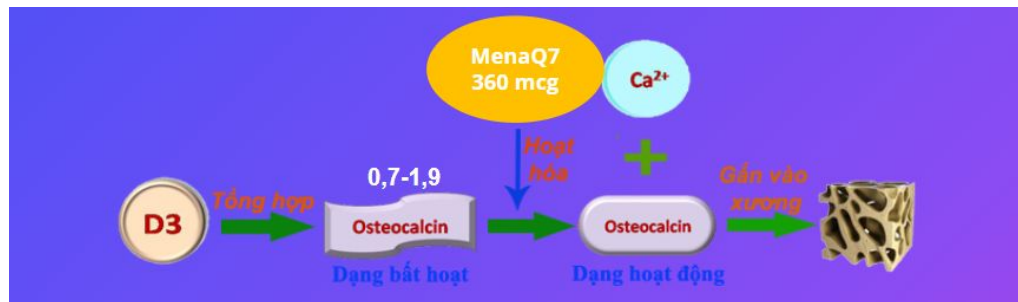 MenaQ7
360 mcg
Ca²⁺
Hoạt
hóa
0,7-1,9
Gắn vào
xương
Tổng hợp
D3
Osteocalcin
Osteocalcin
Dạng bất hoạt
Dạng hoạt động